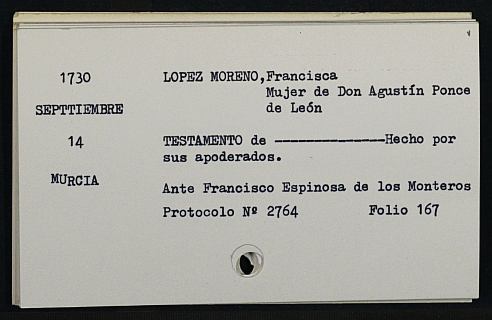 1730 LOPEZ MORENO,Francisca
Mujer de Don Agustín Ponce
SEPTTIEMBRE de León
14 TESTAMENTO de --------------Hecho por
sus apoderados.
MURCIA
Ante Francisco Espinosa de los Monteros
Protocolo Nº 2764 Folio 167